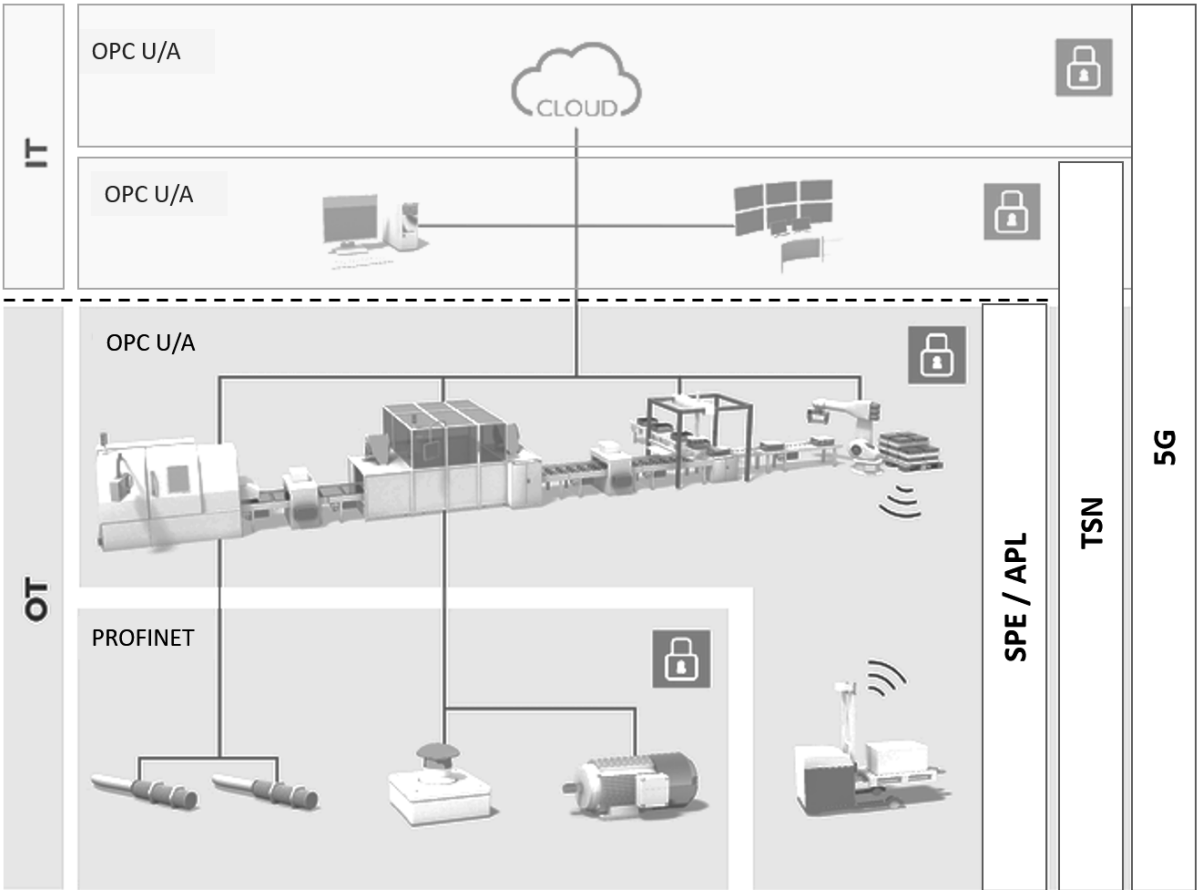 OPC U/A
CLOUD
IT
OPC U/A
OPC U/A
5G
TSN
SPE / APL
OT
PROFINET